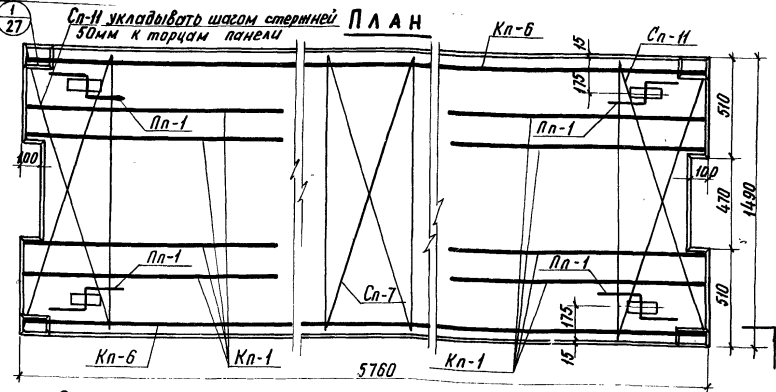 1
27
Сп-11 укладывать шагом стержней
50мм к торцам панели
ПЛАН
Кп-6
15
Сп-11
175
Пп-1
Пп-1
510
100
100
470
1490
Пп-1
Пп-1
Сп-7
175
510
15
Кп-6
Кп-1
Кп-1
5760